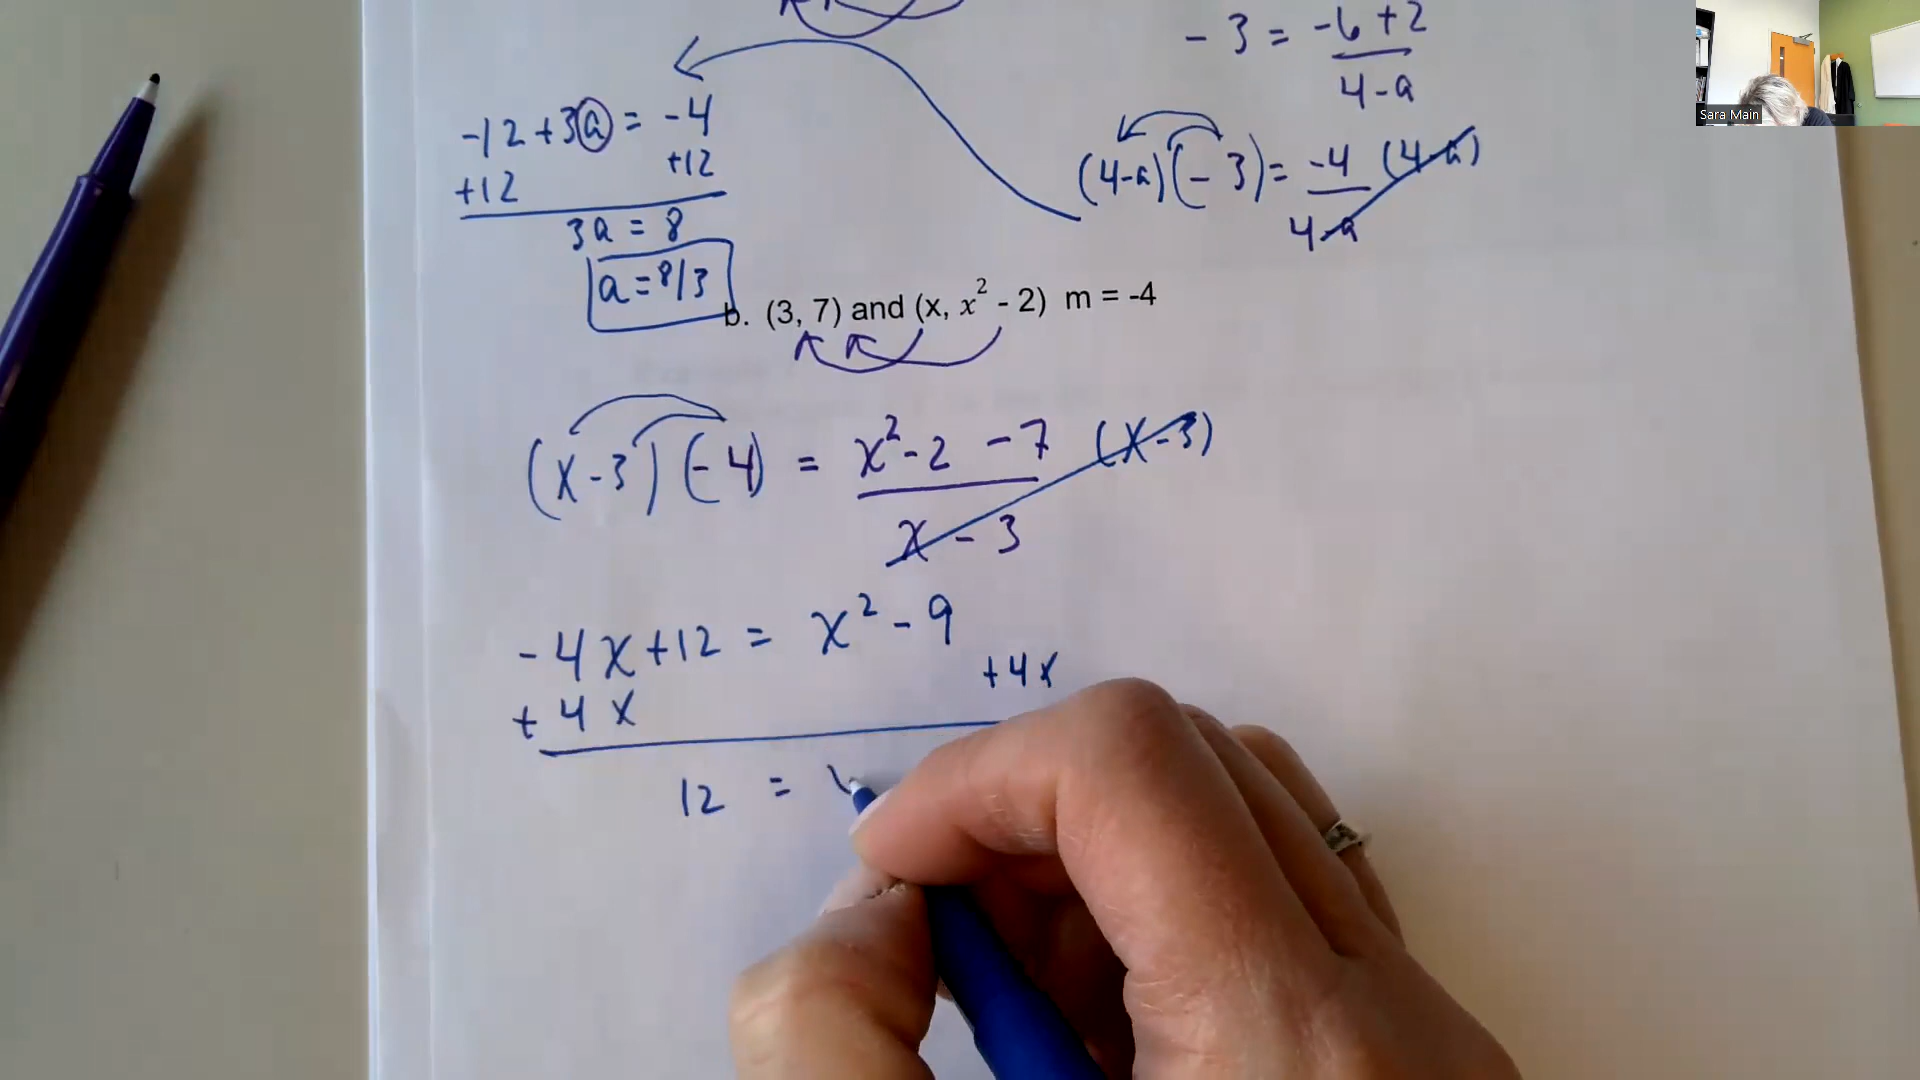 - 3 = -6 + 2
4 - a
-12 + 3a = -4
+12 +12
3a = 8
a = 8/3
(4-a)(-3) = -4 (4-a)
4-a
b. (3, 7) and (x, x² - 2) m = -4
(x-3)(-4) = x² - 2 - 7 (x-3)
x - 3
-4x + 12 = x² - 9
+4x +4x
12 =
Sara Main